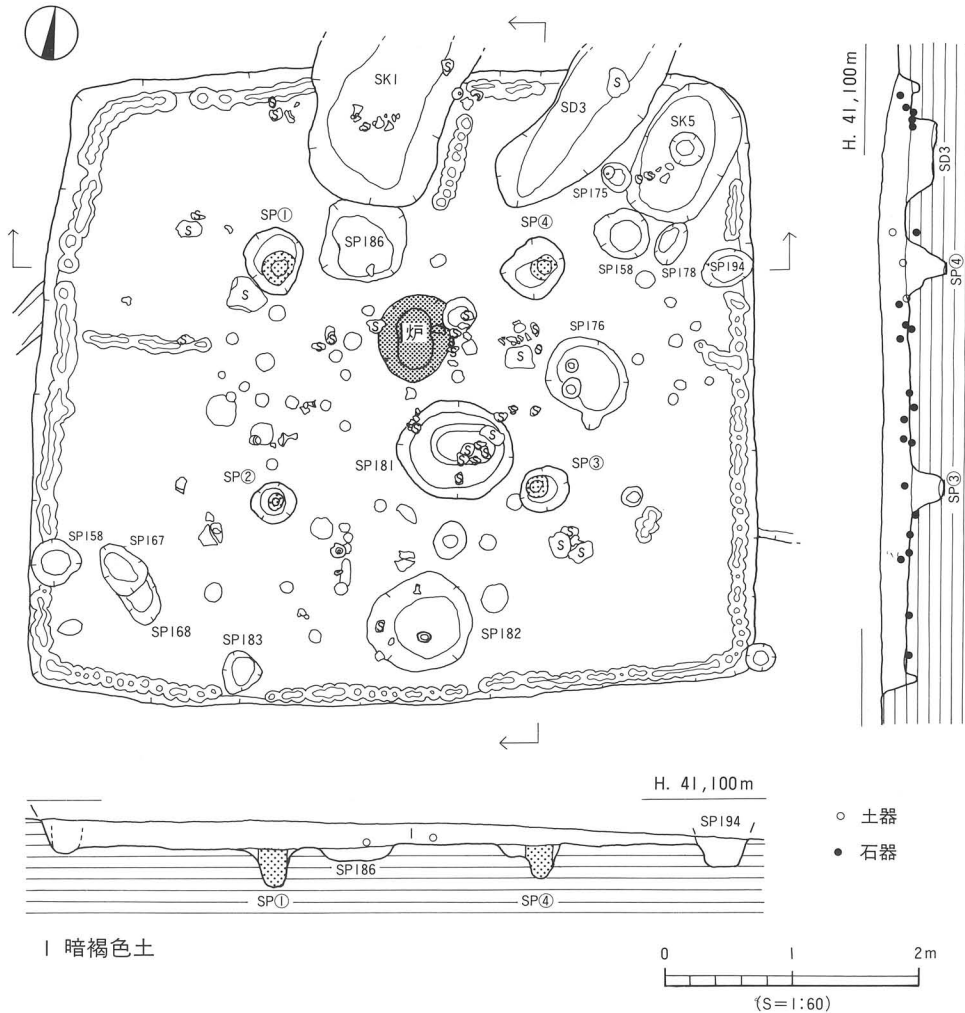 SK1
S
S
SD3
SK5
S
SP175
SP①
SP④
S
SP186
SP158
SP178
SP194
S
炉
S
S
S
SP176
S
S
S
SP181
SP②
SP③
S
S
S
SP158
SP167
SP168
SP183
SP182
S
H. 41,100m
SD3
SP④
SP③
H. 41,100m
SP194
1
SP186
SP①
SP④
○ 土器
● 石器
1 暗褐色土
0 1 2m
(S=1:60)